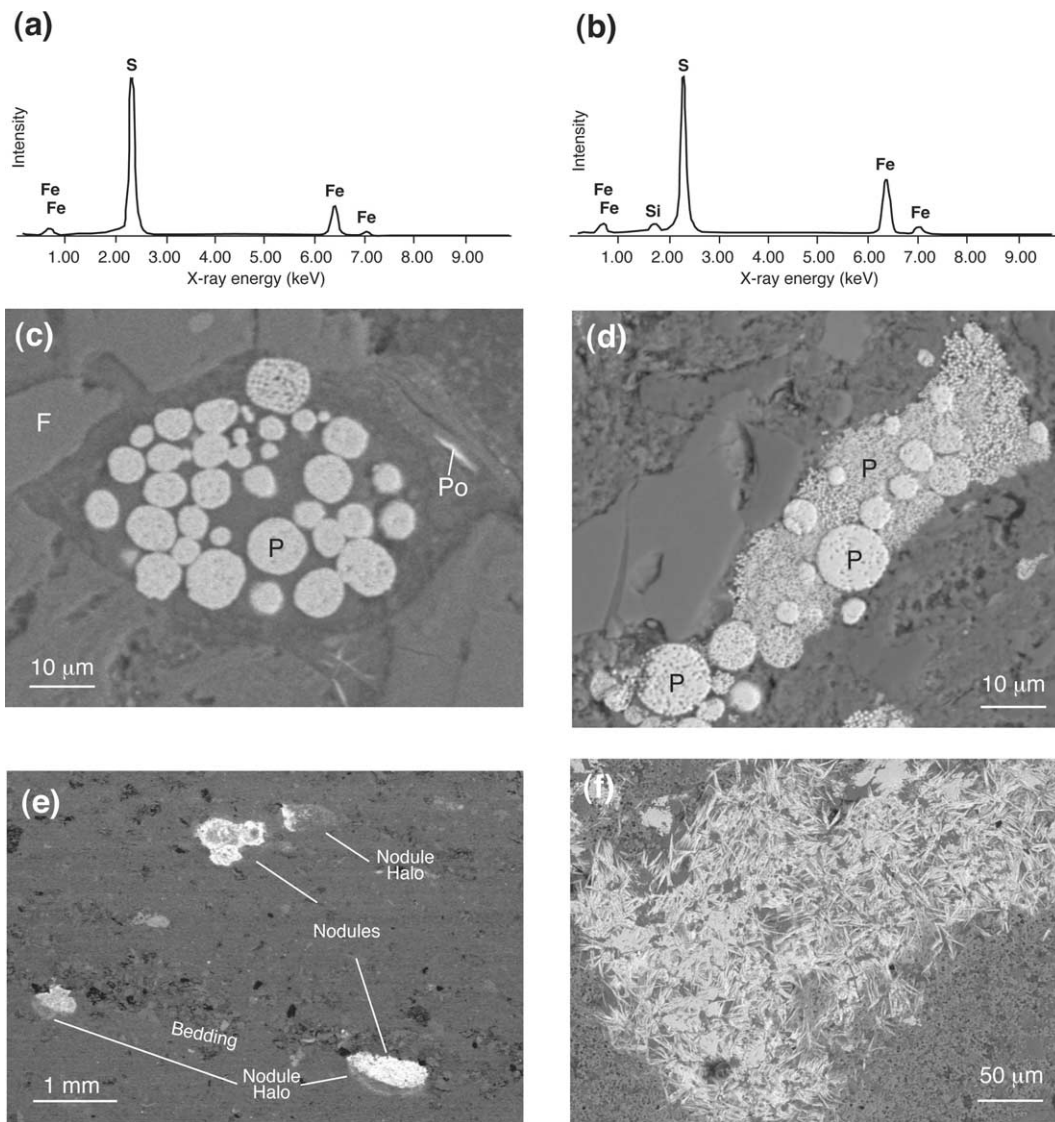 (a)
S
Intensity
Fe
Fe
Fe
Fe
1.00 2.00 3.00 4.00 5.00 6.00 7.00 8.00 9.00
X-ray energy (keV)
(b)
S
Intensity
Fe
Fe
Si
Fe
Fe
1.00 2.00 3.00 4.00 5.00 6.00 7.00 8.00 9.00
X-ray energy (keV)
(c)
F
Po
P
10 μm
(d)
P
P
P
10 μm
(e)
Nodule
Halo
Nodules
Bedding
Nodule
Halo
1 mm
(f)
50 μm